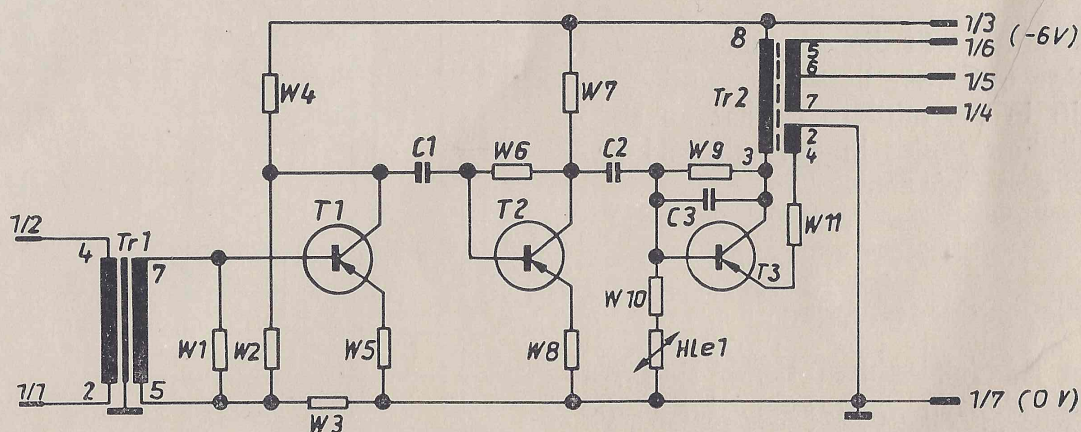 1/3
8
5
1/6 (-6V)
6
1/5
W4
W7
Tr2
7
1/4
C1
W6
C2
W9
3
2
4
C3
T1
T2
W11
1/2
4
Tr1
7
T3
W10
W1
W2
W5
W8
HLe1
1/1
2
5
W3
1/7 (0V)